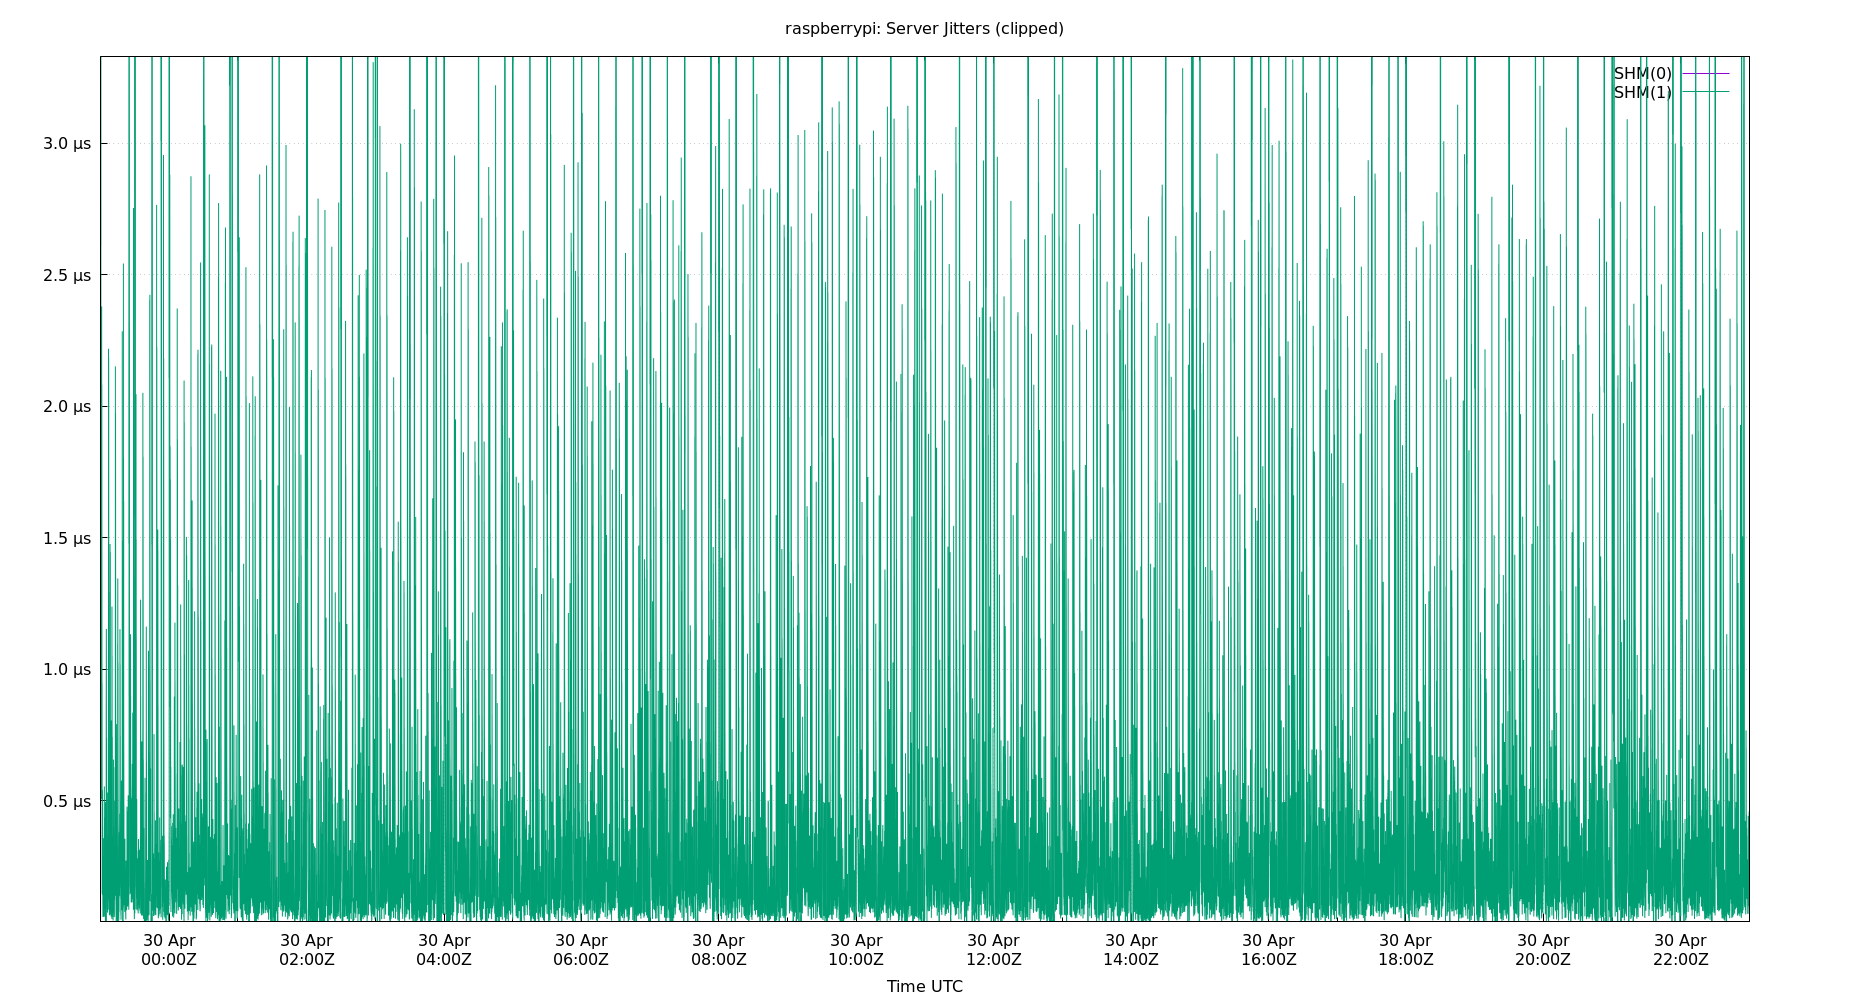 raspberrypi: Server Jitters (clipped)
SHM(0)
SHM(1)
3.0 µs
2.5 µs
2.0 µs
1.5 µs
1.0 µs
0.5 µs
30 Apr 30 Apr 30 Apr 30 Apr 30 Apr 30 Apr 30 Apr 30 Apr 30 Apr 30 Apr 30 Apr 30 Apr
00:00Z 02:00Z 04:00Z 06:00Z 08:00Z 10:00Z 12:00Z 14:00Z 16:00Z 18:00Z 20:00Z 22:00Z
Time UTC